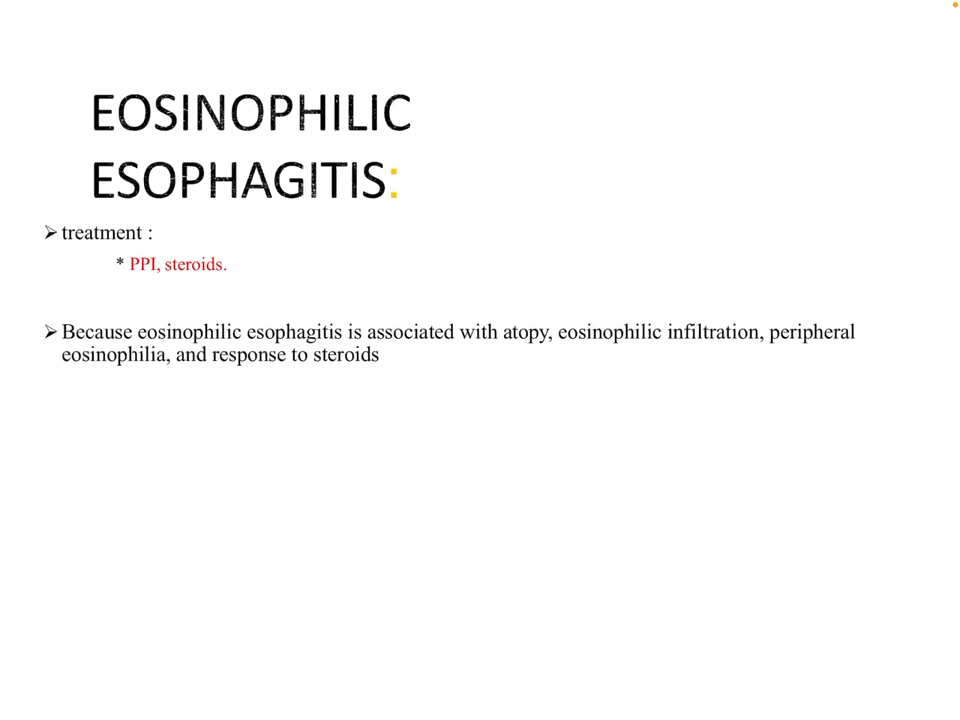 EOSINOPHILIC
ESOPHAGITIS:
➢ treatment :
* PPI, steroids.
➢ Because eosinophilic esophagitis is associated with atopy, eosinophilic infiltration, peripheral
eosinophilia, and response to steroids